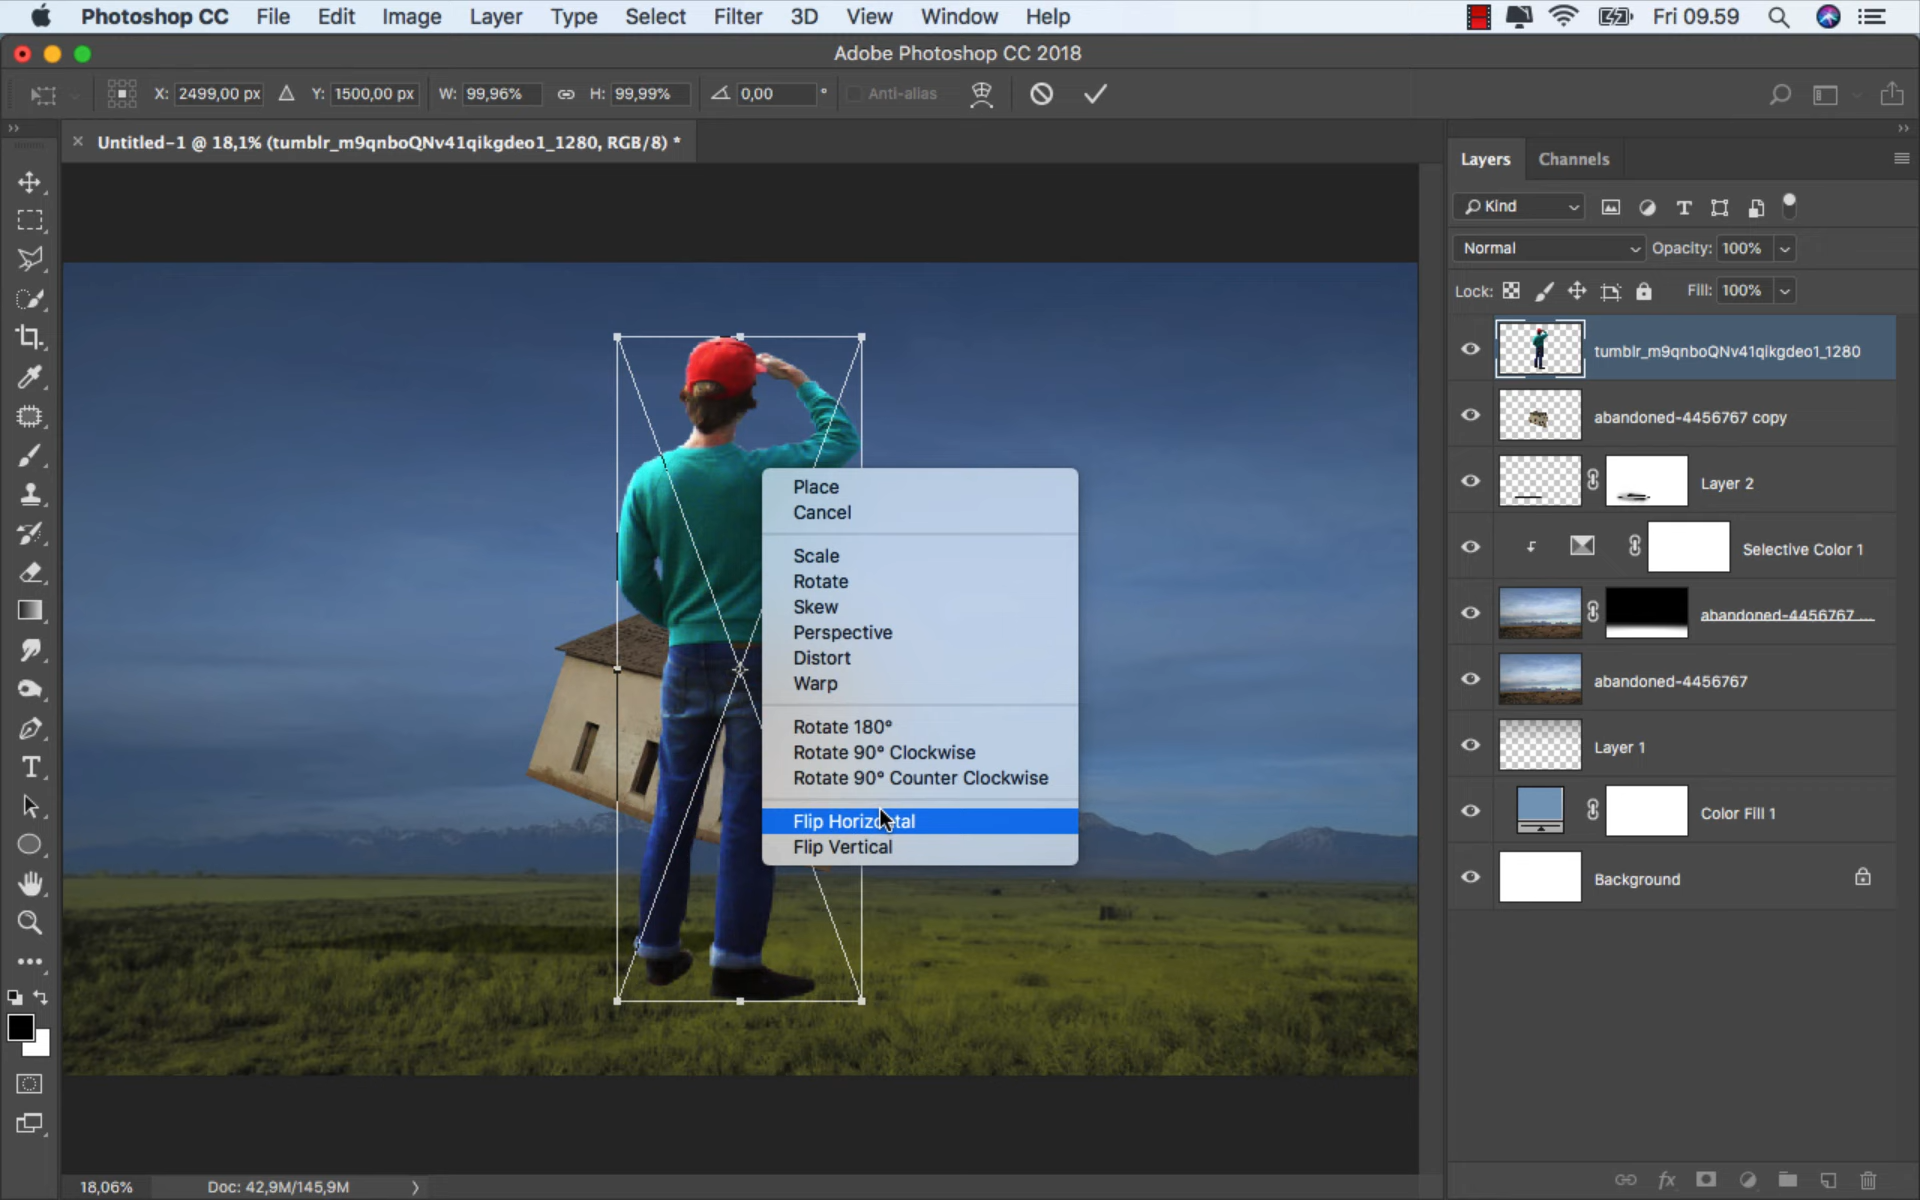 Photoshop CC File Edit Image Layer Type Select Filter 3D View Window Help Fri 09.59
Adobe Photoshop CC 2018
X: 2499,00 px Y: 1500,00 px W: 99,96% H: 99,99% 0,00 ° Anti-alias
Untitled-1 @ 18,1% (tumblr_m9qnboQNv41qikgdeo1_1280, RGB/8) *
Layers Channels
Kind
Normal Opacity: 100%
Lock: Fill: 100%
tumblr_m9qnboQNv41qikgdeo1_1280
abandoned-4456767 copy
Layer 2
Selective Color 1
abandoned-4456767 ...
abandoned-4456767
Layer 1
Color Fill 1
Background
Place
Cancel
Scale
Rotate
Skew
Perspective
Distort
Warp
Rotate 180°
Rotate 90° Clockwise
Rotate 90° Counter Clockwise
Flip Horizontal
Flip Vertical
18,06% Doc: 42,9M/145,9M